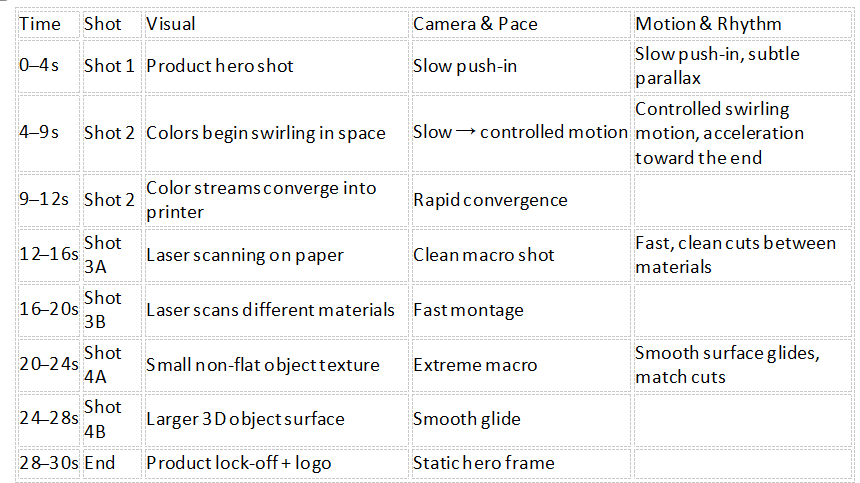 Time Shot Visual Camera & Pace Motion & Rhythm
0–4s Shot 1 Product hero shot Slow push-in Slow push-in, subtle
parallax
4–9s Shot 2 Colors begin swirling in space Slow → controlled motion Controlled swirling
motion, acceleration
toward the end
9–12s Shot 2 Color streams converge into
printer Rapid convergence
12–16s Shot
3A Laser scanning on paper Clean macro shot Fast, clean cuts between
materials
16–20s Shot
3B Laser scans different materials Fast montage
20–24s Shot
4A Small non-flat object texture Extreme macro Smooth surface glides,
match cuts
24–28s Shot
4B Larger 3D object surface Smooth glide
28–30s End Product lock-off + logo Static hero frame